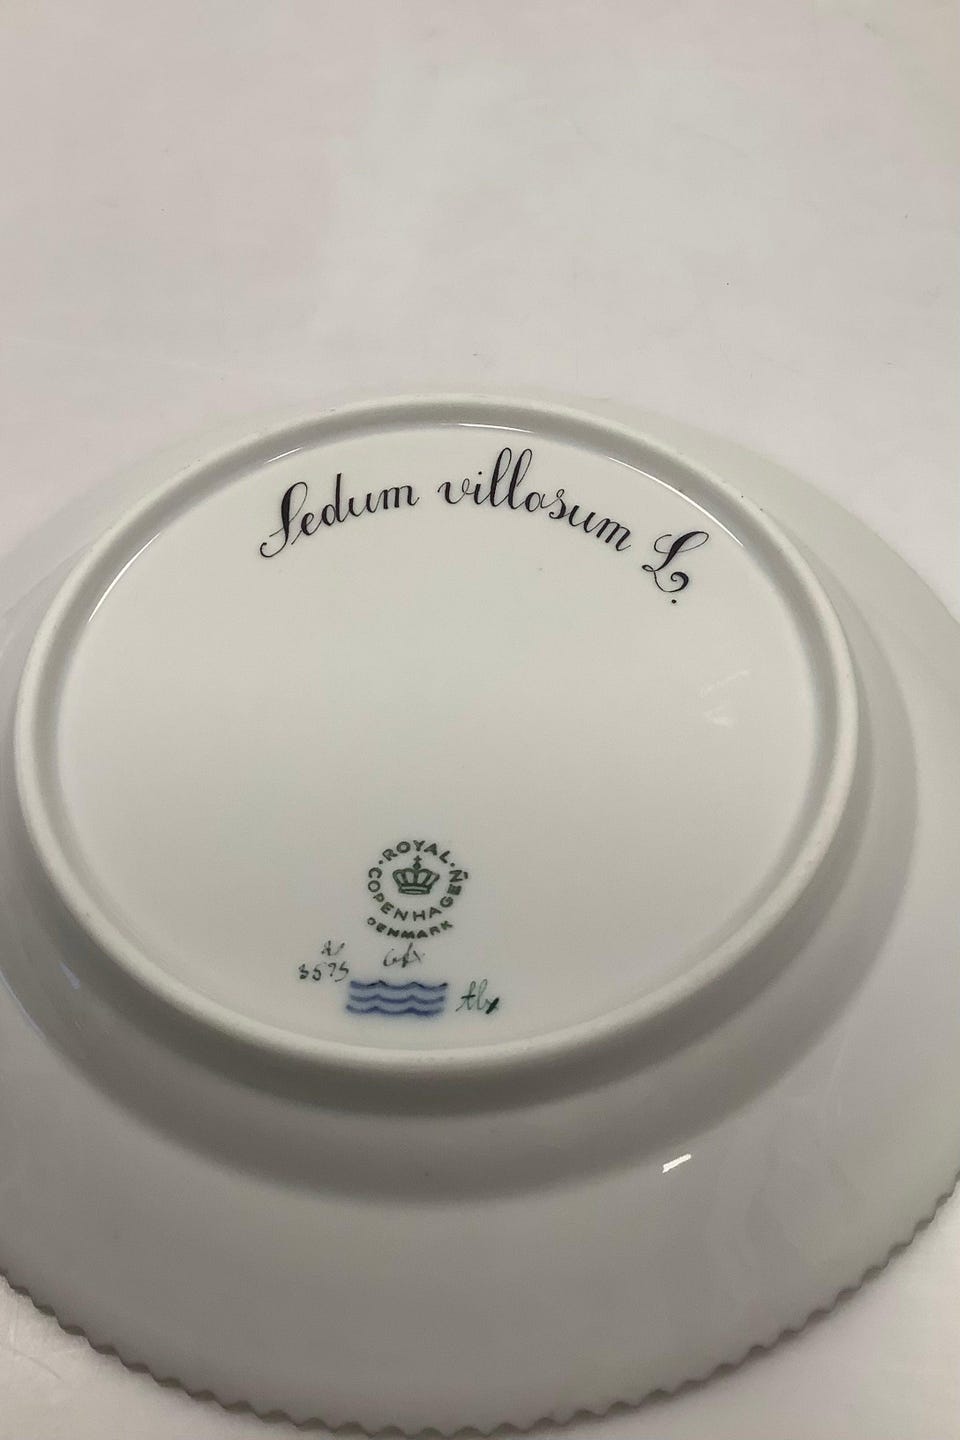 Sedum villosum L.
ROYAL
COPENHAGEN
DENMARK
3575